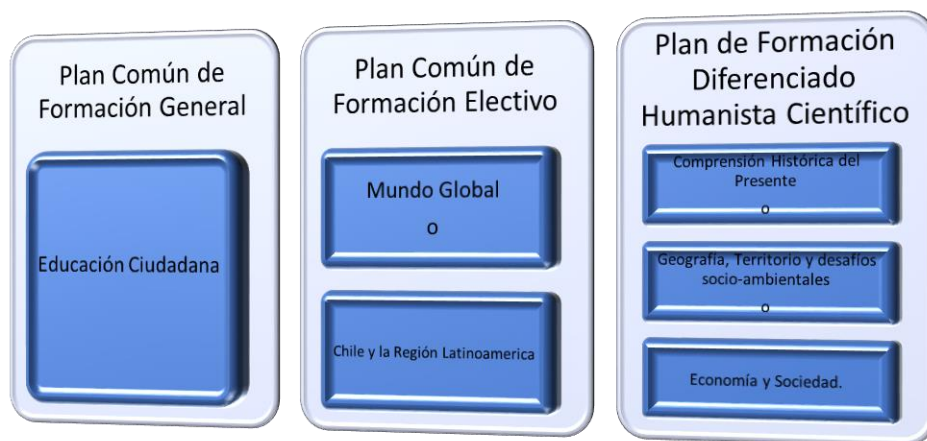 Plan Común de
Formación General
Educación Ciudadana
Plan Común de
Formación Electivo
Mundo Global
o
Chile y la Región Latinoamerica
Plan de Formación
Diferenciado
Humanista Científico
Comprensión Histórica del
Presente
o
Geografía, Territorio y desafíos
socio-ambientales
o
Economía y Sociedad.